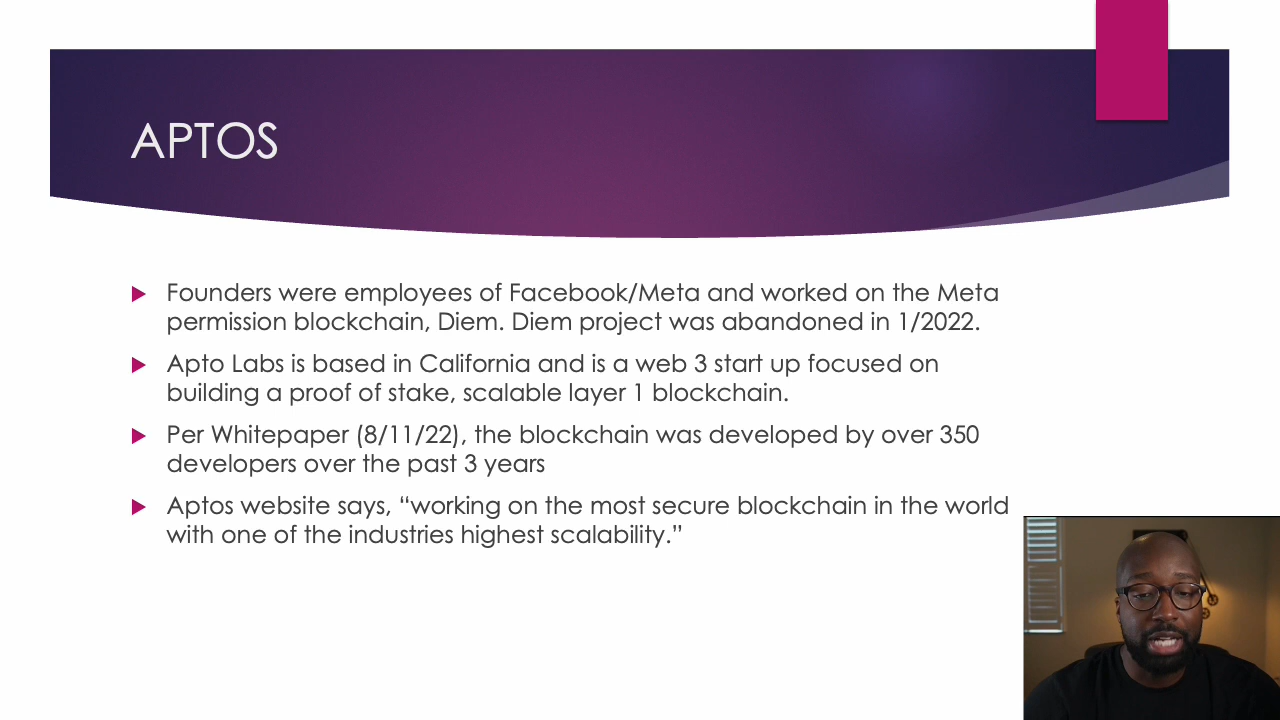 APTOS
Founders were employees of Facebook/Meta and worked on the Meta
permission blockchain, Diem. Diem project was abandoned in 1/2022.
Apto Labs is based in California and is a web 3 start up focused on
building a proof of stake, scalable layer 1 blockchain.
Per Whitepaper (8/11/22), the blockchain was developed by over 350
developers over the past 3 years
Aptos website says, “working on the most secure blockchain in the world
with one of the industries highest scalability.”